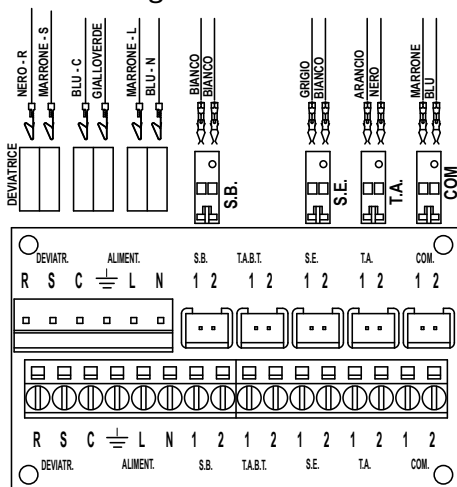 NERO - R
MARRONE - S
BLU - C
GIALLOVERDE
MARRONE - L
BLU - N
BIANCO
BIANCO
GRIGIO
BIANCO
ARANCIO
NERO
MARRONE
BLU
DEVIATRICE
S.B.
S.E.
T.A.
COM
DEVIATR. ALIMENT. S.B. T.A.B.T. S.E. T.A. COM.
R S C L N 1 2 1 2 1 2 1 2 1 2
R S C L N 1 2 1 2 1 2 1 2 1 2
DEVIATR. ALIMENT. S.B. T.A.B.T. S.E. T.A. COM.